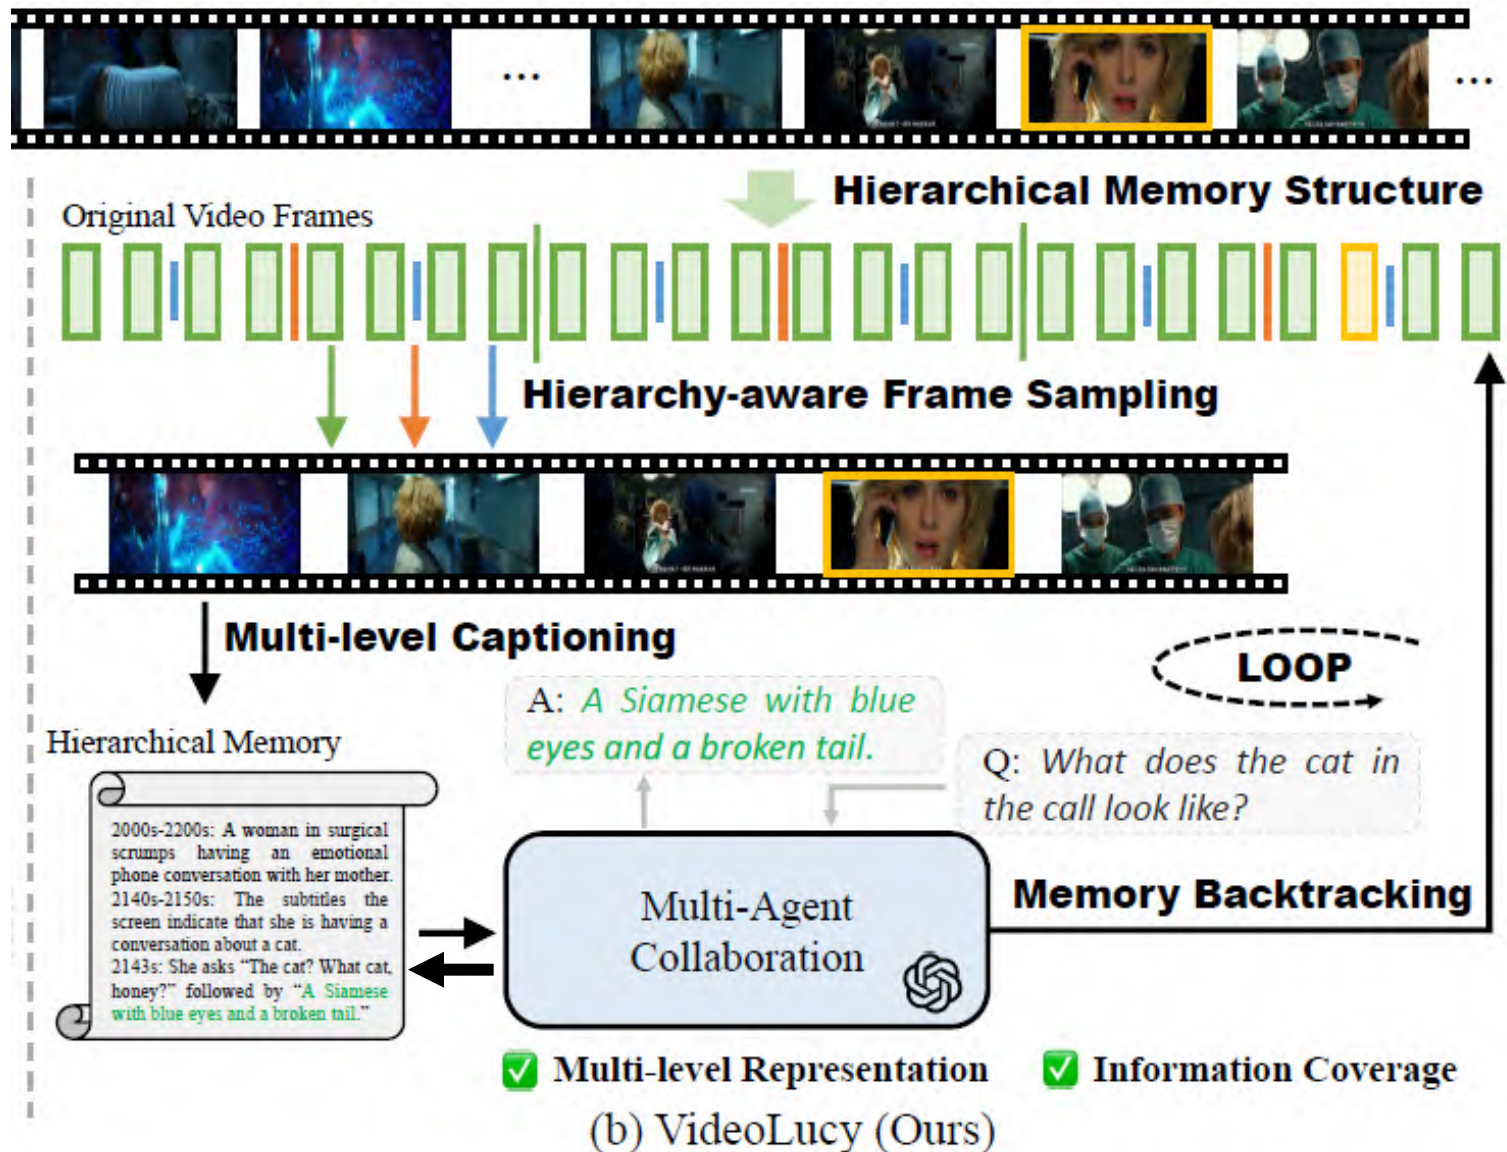 ...
...
Hierarchical Memory Structure
Original Video Frames
Hierarchy-aware Frame Sampling
Multi-level Captioning
LOOP
A: A Siamese with blue
eyes and a broken tail.
Hierarchical Memory
Q: What does the cat in
the call look like?
2000s-2200s: A woman in surgical
scrumps having an emotional
phone conversation with her mother.
2140s-2150s: The subtitles the
screen indicate that she is having a
conversation about a cat.
2143s: She asks “The cat? What cat,
honey?” followed by “A Siamese
with blue eyes and a broken tail.”
Multi-Agent
Collaboration
Memory Backtracking
✅ Multi-level Representation
✅ Information Coverage
(b) VideoLucy (Ours)